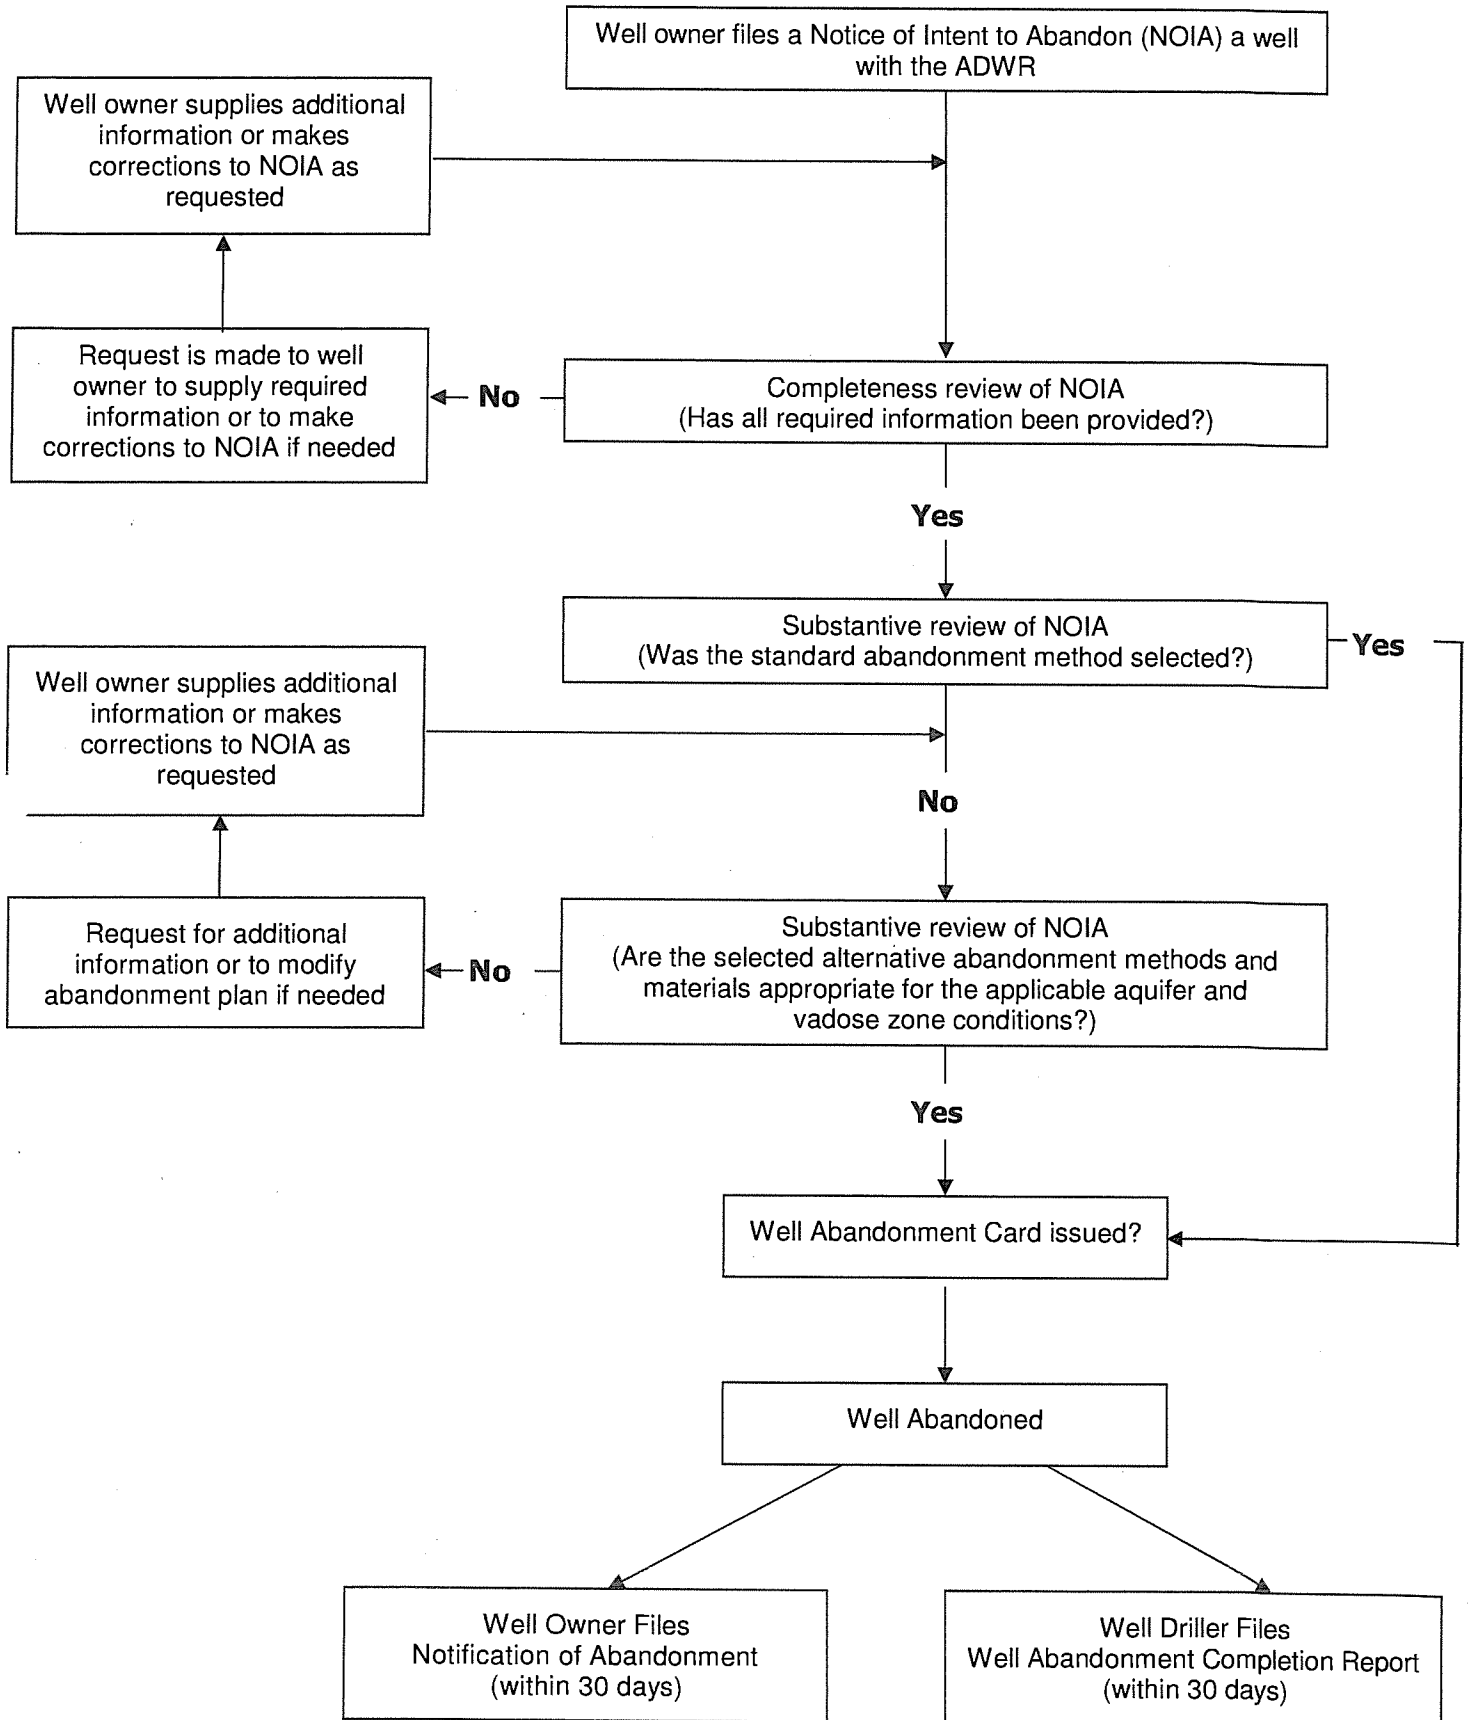 Well owner files a Notice of Intent to Abandon (NOIA) a well
with the ADWR
Well owner supplies additional
information or makes
corrections to NOIA as
requested
Request is made to well
owner to supply required
information or to make
corrections to NOIA if needed
No
Completeness review of NOIA
(Has all required information been provided?)
Yes
Substantive review of NOIA
(Was the standard abandonment method selected?)
Yes
Well owner supplies additional
information or makes
corrections to NOIA as
requested
No
Request for additional
information or to modify
abandonment plan if needed
No
Substantive review of NOIA
(Are the selected alternative abandonment methods and
materials appropriate for the applicable aquifer and
vadose zone conditions?)
Yes
Well Abandonment Card issued?
Well Abandoned
Well Owner Files
Notification of Abandonment
(within 30 days)
Well Driller Files
Well Abandonment Completion Report
(within 30 days)